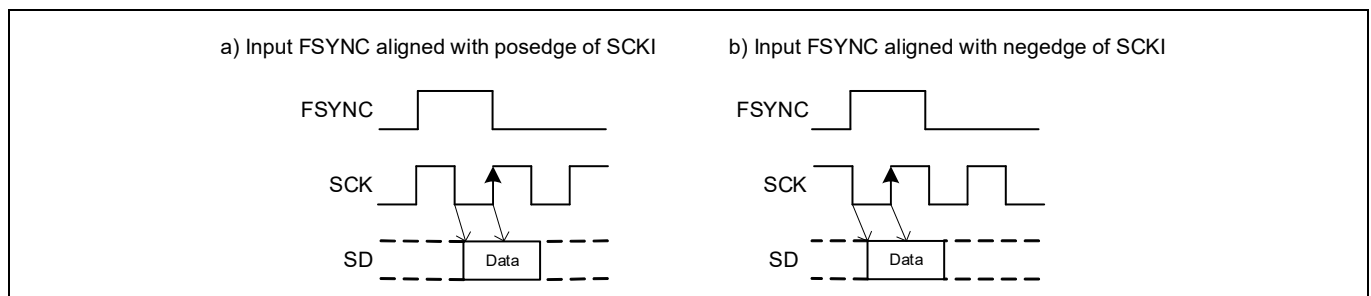 a) Input FSYNC aligned with posedge of SCKI
b) Input FSYNC aligned with negedge of SCKI
FSYNC
FSYNC
SCK
SCK
SD
Data
SD
Data